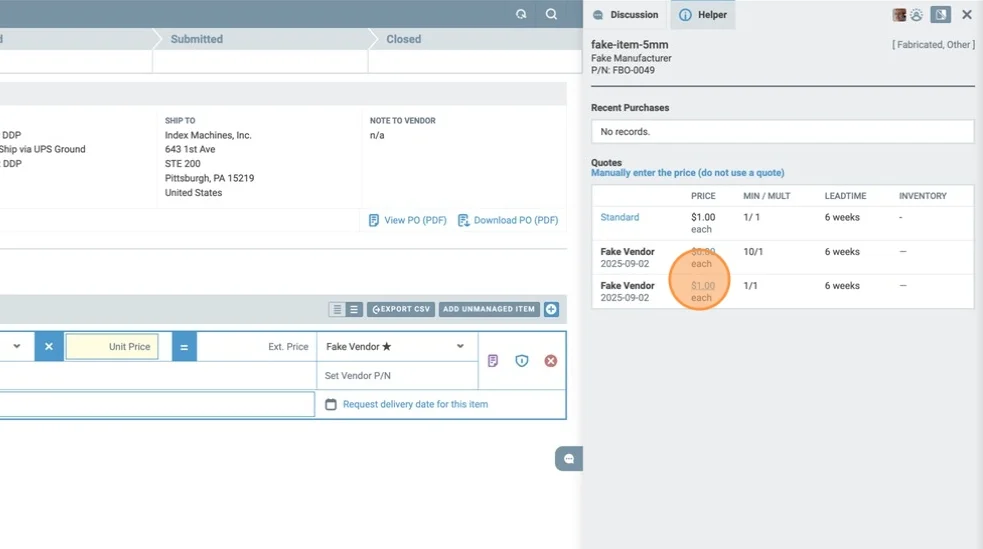 d
Submitted
Closed
DDP
Ship via UPS Ground
DDP
SHIP TO
Index Machines, Inc.
643 1st Ave
STE 200
Pittsburgh, PA 15219
United States
NOTE TO VENDOR
n/a
View PO (PDF)
Download PO (PDF)
EXPORT CSV
ADD UNMANAGED ITEM
Unit Price
=
Ext. Price
Fake Vendor ★
Set Vendor P/N
Request delivery date for this item
Discussion
Helper
fake-item-5mm
[ Fabricated, Other ]
Fake Manufacturer
P/N: FBO-0049
Recent Purchases
No records.
Quotes
Manually enter the price (do not use a quote)
PRICE MIN / MULT LEADTIME INVENTORY
Standard $1.00 1/ 1 6 weeks -
each
Fake Vendor 10/1 6 weeks —
2025-09-02 each
Fake Vendor $1.00 1/1 6 weeks —
2025-09-02 each